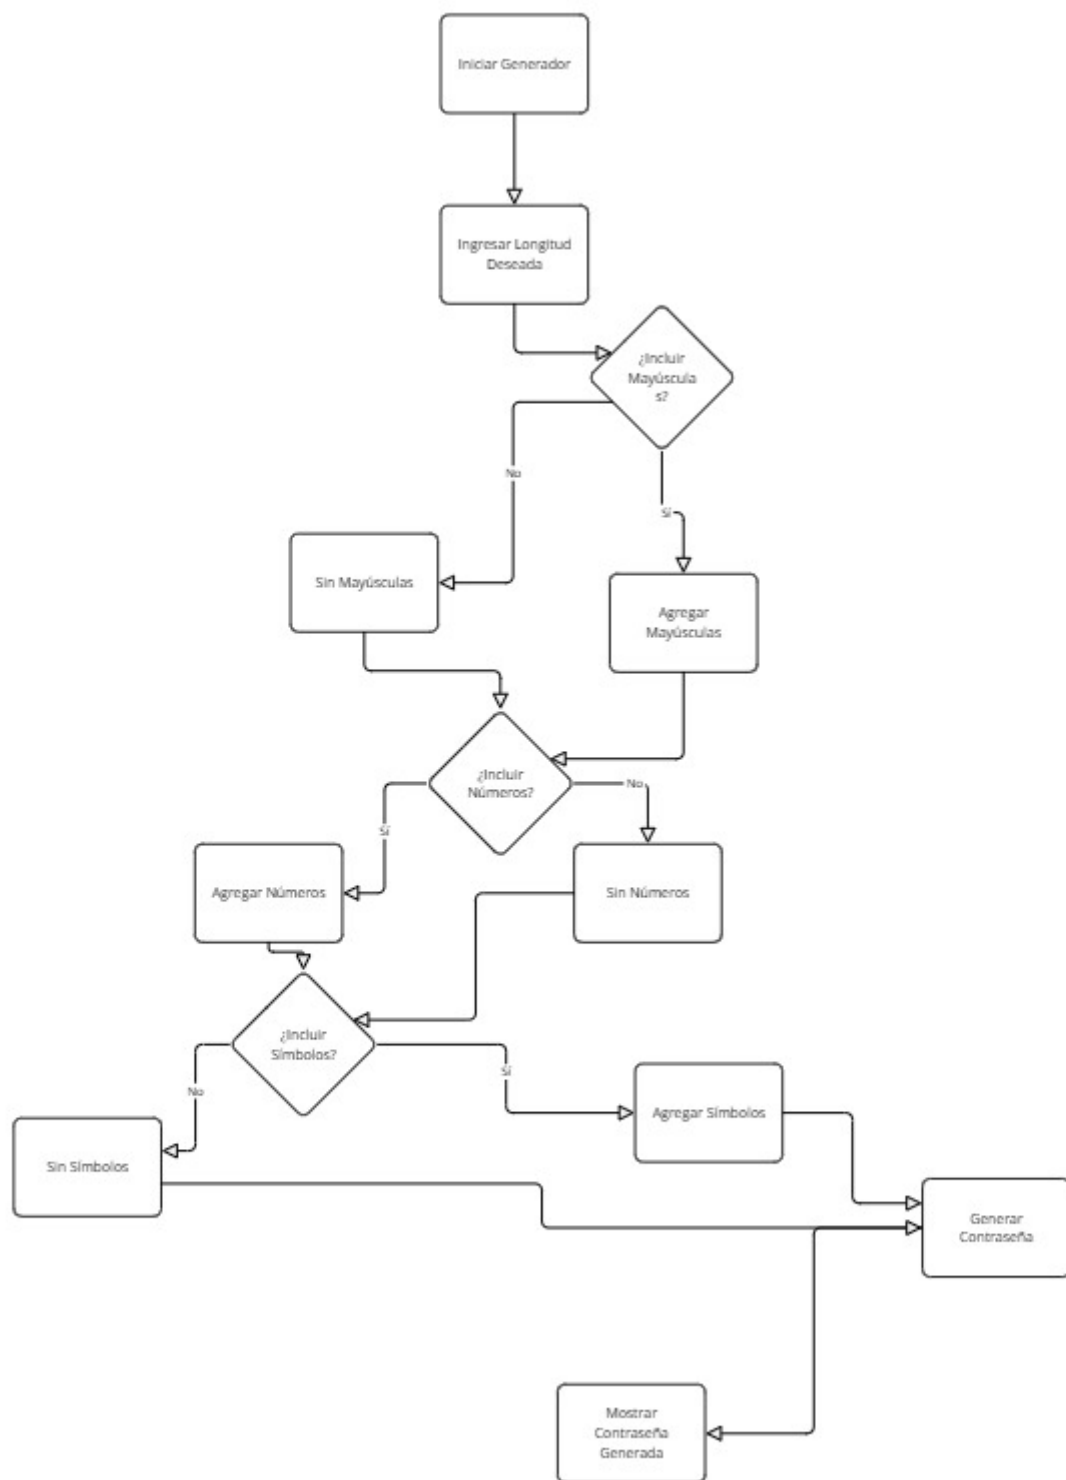 Iniciar Generador
Ingresar Longitud
Deseada
¿Incluir
Mayúscula
s?
No
Sí
Sin Mayúsculas
Agregar
Mayúsculas
¿Incluir
Números?
No
Sí
Agregar Números
Sin Números
¿Incluir
Símbolos?
No
Sí
Agregar Símbolos
Sin Símbolos
Generar
Contraseña
Mostrar
Contraseña
Generada